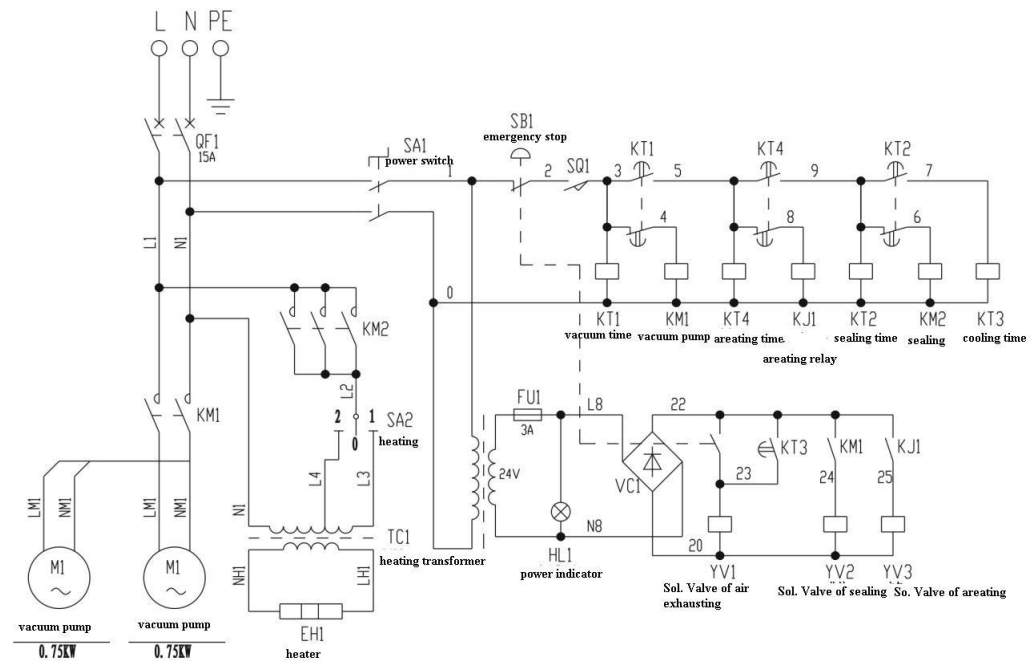 L N PE
QF1
15A
SA1
power switch
1
SB1
emergency stop
2
SQ1
KT1
3
5
KT4
9
KT2
7
4
8
6
L1
N1
0
KT1
KM1
KT4
KJ1
KT2
KM2
KT3
vacuum time
vacuum pump
areating time
sealing time
sealing
cooling time
areating relay
KM2
L2
2
1
SA2
0
heating
KM1
L4
L3
FU1
3A
L8
22
24V
VC1
KT3
KM1
KJ1
23
24
25
N8
20
HL1
power indicator
YV1
YV2
YV3
Sol. Valve of air
exhausting
Sol. Valve of sealing
So. Valve of areating
LM1
NM1
LM1
NM1
N1
TC1
heating transformer
NH1
LH1
M1
M1
vacuum pump
vacuum pump
0.75KW
0.75KW
EH1
heater